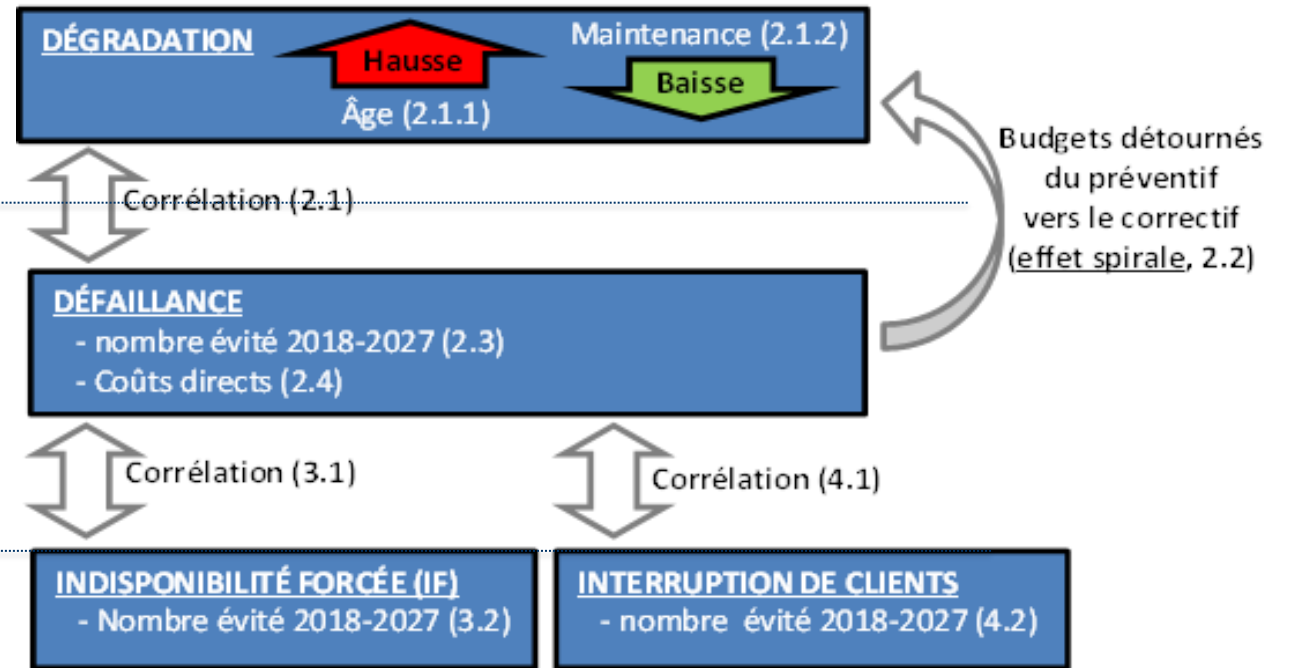 DÉGRADATION
Hausse
Âge (2.1.1)
Maintenance (2.1.2)
Baisse
Corrélation (2.1)
Budgets détournés
du préventif
vers le correctif
(effet spirale, 2.2)
DÉFAILLANCE
- nombre évité 2018-2027 (2.3)
- Coûts directs (2.4)
Corrélation (3.1)
Corrélation (4.1)
INDISPONIBILITÉ FORCÉE (IF)
- Nombre évité 2018-2027 (3.2)
INTERRUPTION DE CLIENTS
- nombre évité 2018-2027 (4.2)